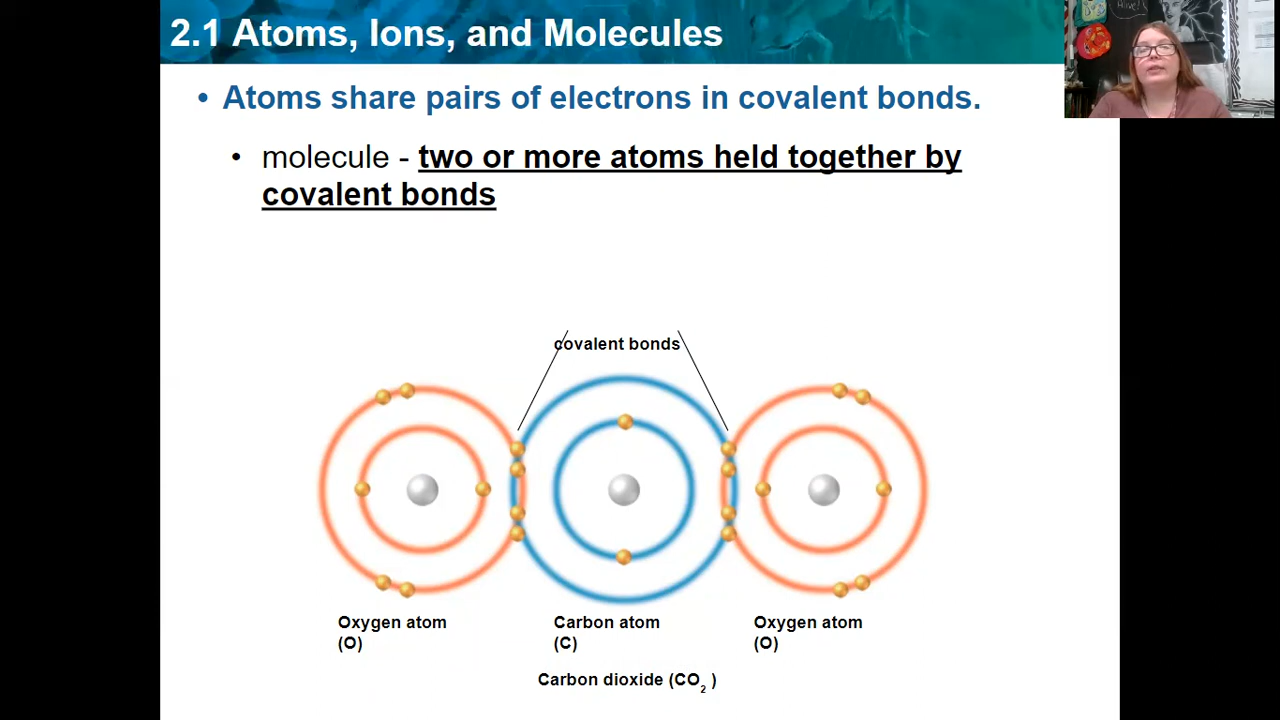 2.1 Atoms, Ions, and Molecules
• Atoms share pairs of electrons in covalent bonds.
• molecule - two or more atoms held together by
covalent bonds
covalent bonds
Oxygen atom
(O)
Carbon atom
(C)
Oxygen atom
(O)
Carbon dioxide (CO₂ )